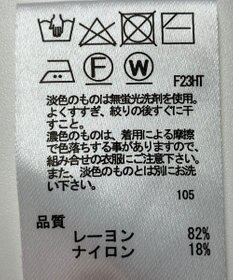 F W
F23HT
淡色のものは無蛍光洗剤を使用。
よくすすぎ、絞りの後すぐに干
して下さい。
濃色のものは、着用による摩擦
で色落ちする事がありますので、
組み合せの衣服にご注意下さい。
また、淡色のものとは別にお洗
い下さい。
105
品質
レーヨン 82%
ナイロン 18%